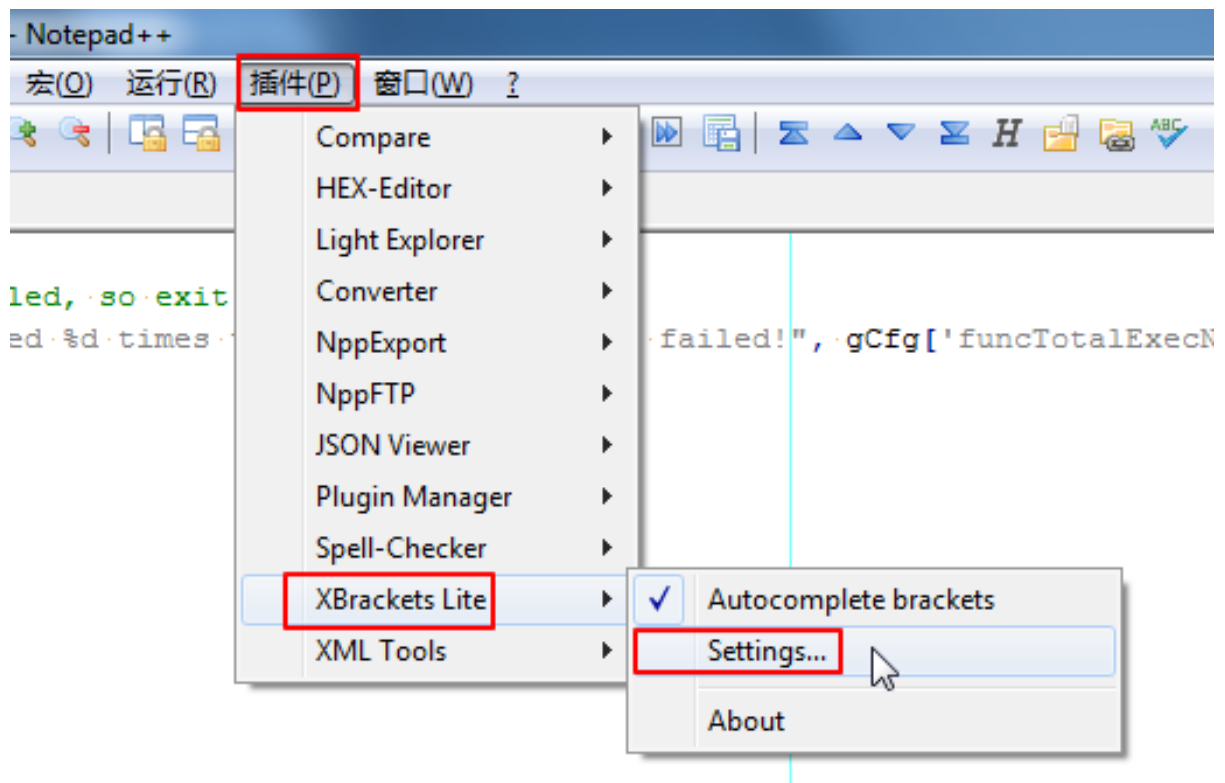 - Notepad++
宏(O) 运行(R) 插件(P) 窗口(W) ?
H ABC
Compare
HEX-Editor
Light Explorer
led, so exit
Converter
ed %d times failed!", gCfg['funcTotalExecN
NppExport
NppFTP
JSON Viewer
Plugin Manager
Spell-Checker
XBrackets Lite
Autocomplete brackets
XML Tools
Settings...
About